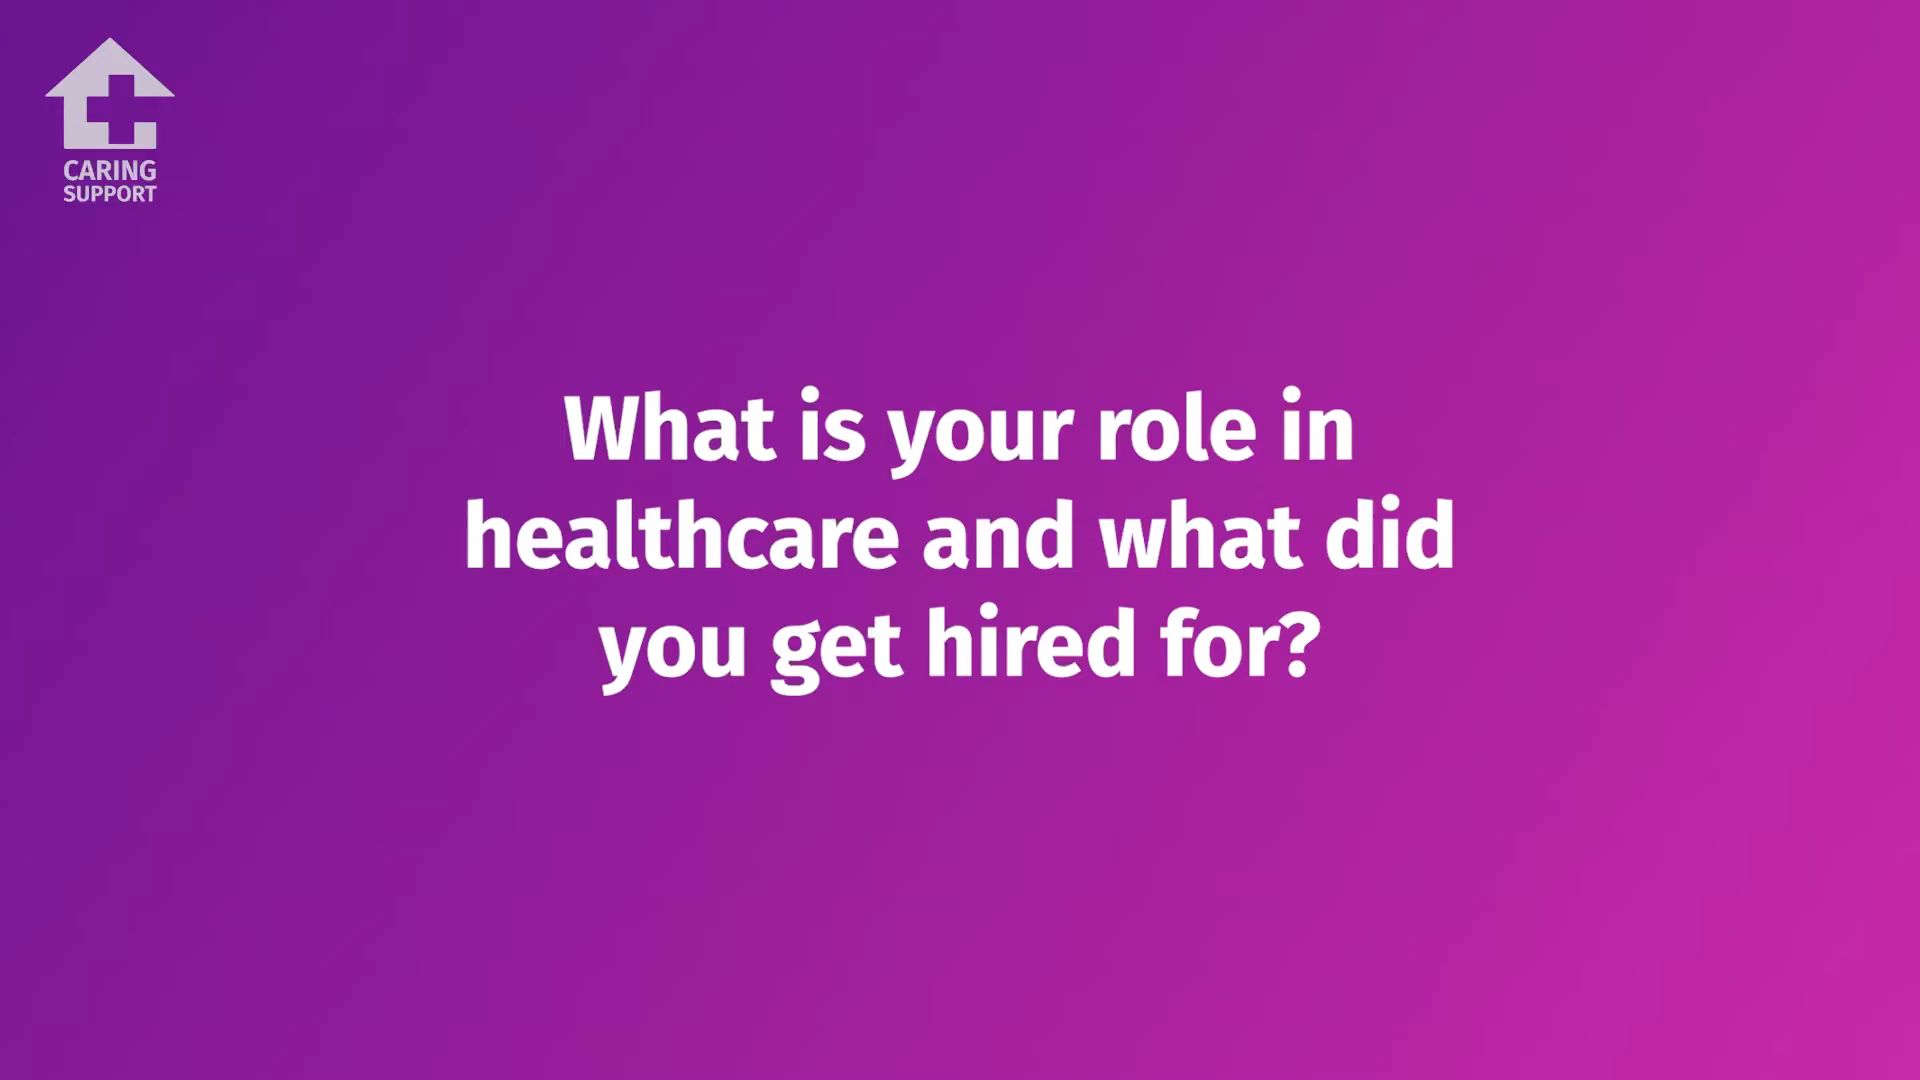 CARING
SUPPORT
What is your role in
healthcare and what did
you get hired for?